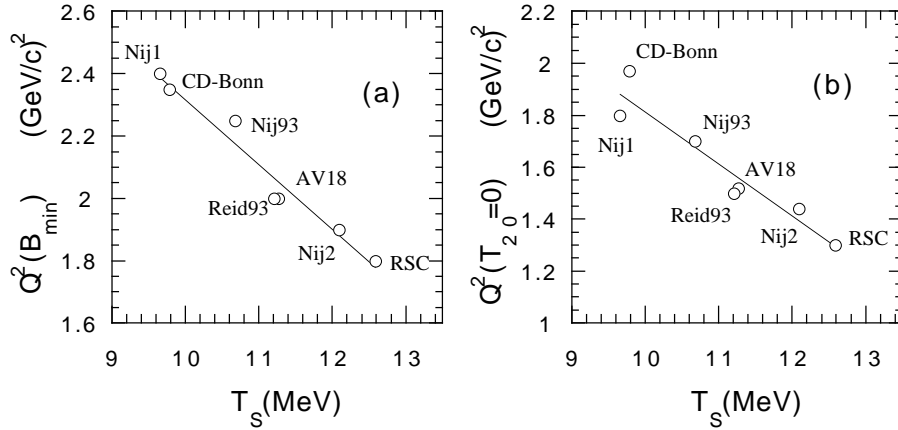 Q²(B_min) (GeV/c)²
2.4
2.2
2
1.8
1.6
Nij1
CD-Bonn
(a)
Nij93
AV18
Reid93
Nij2
RSC
9 10 11 12 13
T_S(MeV)
Q²(T_20=0) (GeV/c)²
2.2
2
1.8
1.6
1.4
1.2
1
CD-Bonn
(b)
Nij1
Nij93
AV18
Reid93
Nij2
RSC
9 10 11 12 13
T_S(MeV)